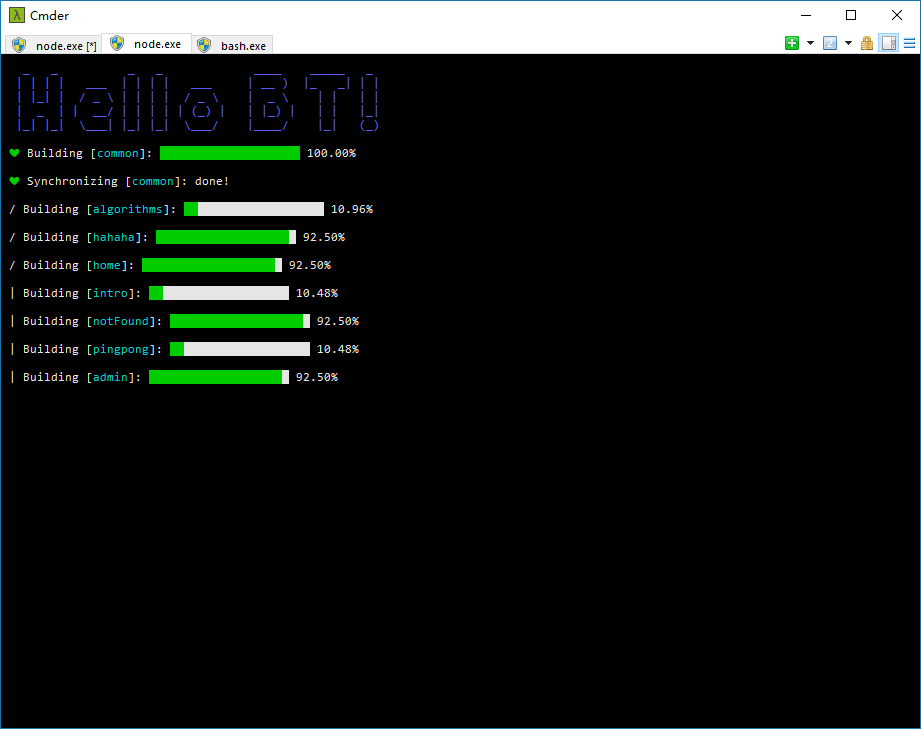 Cmder
node.exe [*] node.exe bash.exe
Hello BT!
♥ Building [common]: 100.00%
♥ Synchronizing [common]: done!
/ Building [algorithms]: 10.96%
/ Building [hahaha]: 92.50%
/ Building [home]: 92.50%
| Building [intro]: 10.48%
| Building [notFound]: 92.50%
| Building [pingpong]: 10.48%
| Building [admin]: 92.50%